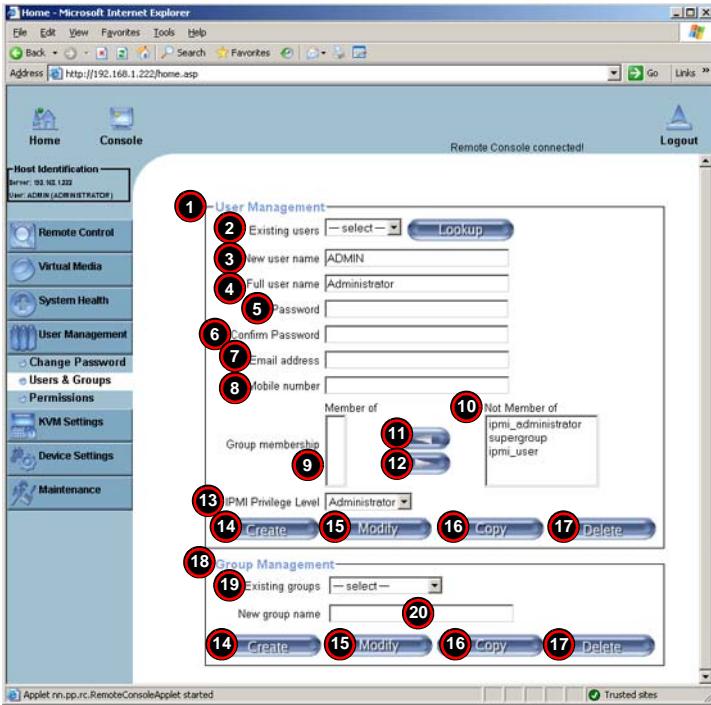 Home - Microsoft Internet Explorer
File Edit View Favorites Tools Help
Back Search Favorites
Address http://192.168.1.222/home.asp Go Links »
Home Console Remote Console connected! Logout
Host Identification
Server: 192.168.1.222
User: ADMIN (ADMINISTRATOR)
Remote Control
Virtual Media
System Health
User Management
Change Password
Users & Groups
Permissions
KVM Settings
Device Settings
Maintenance
1 User Management
2 Existing users -- select -- Lookup
3 New user name ADMIN
4 Full user name Administrator
5 Password
6 Confirm Password
7 Email address
8 Mobile number
Member of 10 Not Member of
ipmi_administrator
supergroup
ipmi_user
Group membership
9
11
12
13 IPMI Privilege Level Administrator
14 Create 15 Modify 16 Copy 17 Delete
18 Group Management
19 Existing groups -- select --
New group name 20
14 Create 15 Modify 16 Copy 17 Delete
Applet nn.pp.rc.RemoteConsoleApplet started Trusted sites